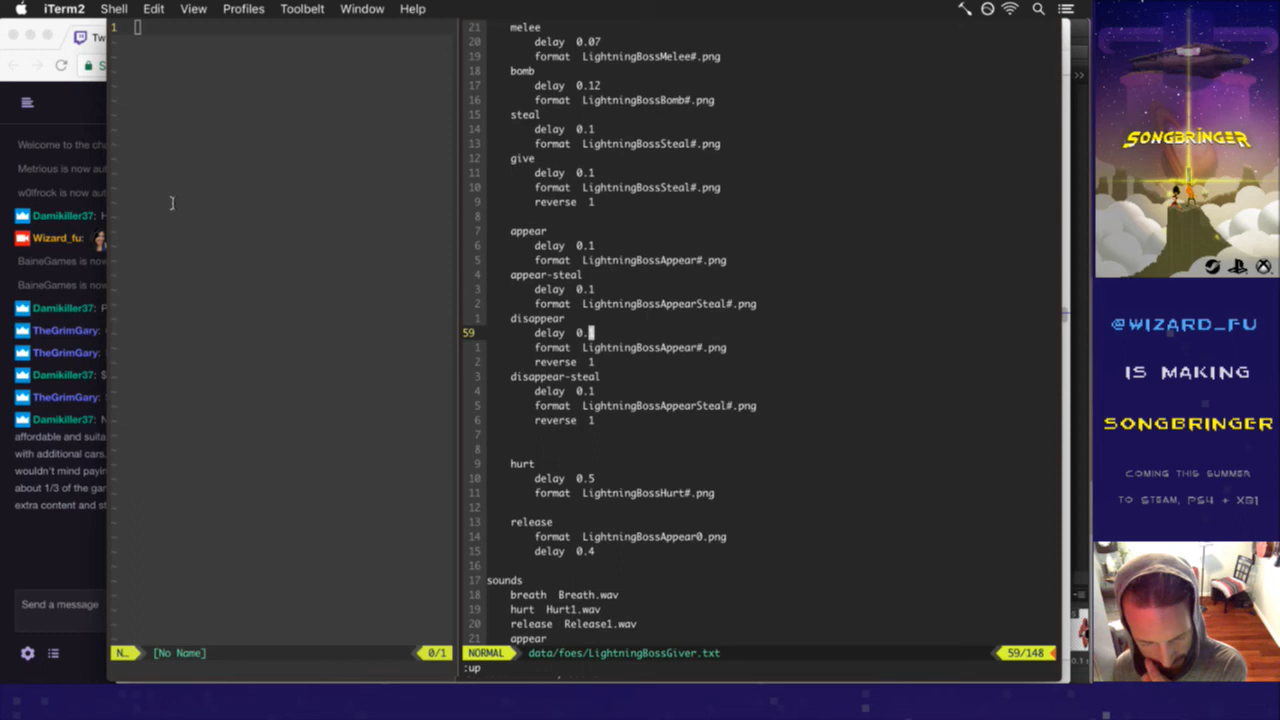 iTerm2 Shell Edit View Profiles Toolbelt Window Help
Tw
S
Welcome to the cha
Metrious is now aut
w0lfrock is now aut
Damikiller37: H
Wizard_fu:
BaineGames is now
BaineGames is now
Damikiller37: P
TheGrimGary:
TheGrimGary:
Damikiller37: S
TheGrimGary:
Damikiller37: N
affordable and suita
with additional cars.
wouldn't mind payin
about 1/3 of the gam
extra content and st
Send a message
1
N... [No Name] 0/1
21 melee
20 delay 0.07
19 format LightningBossMelee#.png
18 bomb
17 delay 0.12
16 format LightningBossBomb#.png
15 steal
14 delay 0.1
13 format LightningBossSteal#.png
12 give
11 delay 0.1
10 format LightningBossSteal#.png
9 reverse 1
8
7 appear
6 delay 0.1
5 format LightningBossAppear#.png
4 appear-steal
3 delay 0.1
2 format LightningBossAppearSteal#.png
1 disappear
59 delay 0.
1 format LightningBossAppear#.png
2 reverse 1
3 disappear-steal
4 delay 0.1
5 format LightningBossAppearSteal#.png
6 reverse 1
7
8
9 hurt
10 delay 0.5
11 format LightningBossHurt#.png
12
13 release
14 format LightningBossAppear0.png
15 delay 0.4
16
17 sounds
18 breath Breath.wav
19 hurt Hurt1.wav
20 release Release1.wav
21 appear
NORMAL data/foes/LightningBossGiver.txt 59/148
:up
0.1
SONGBRINGER
@WIZARD_FU
IS MAKING
SONGBRINGER
COMING THIS SUMMER
TO STEAM, PS4 + XB1